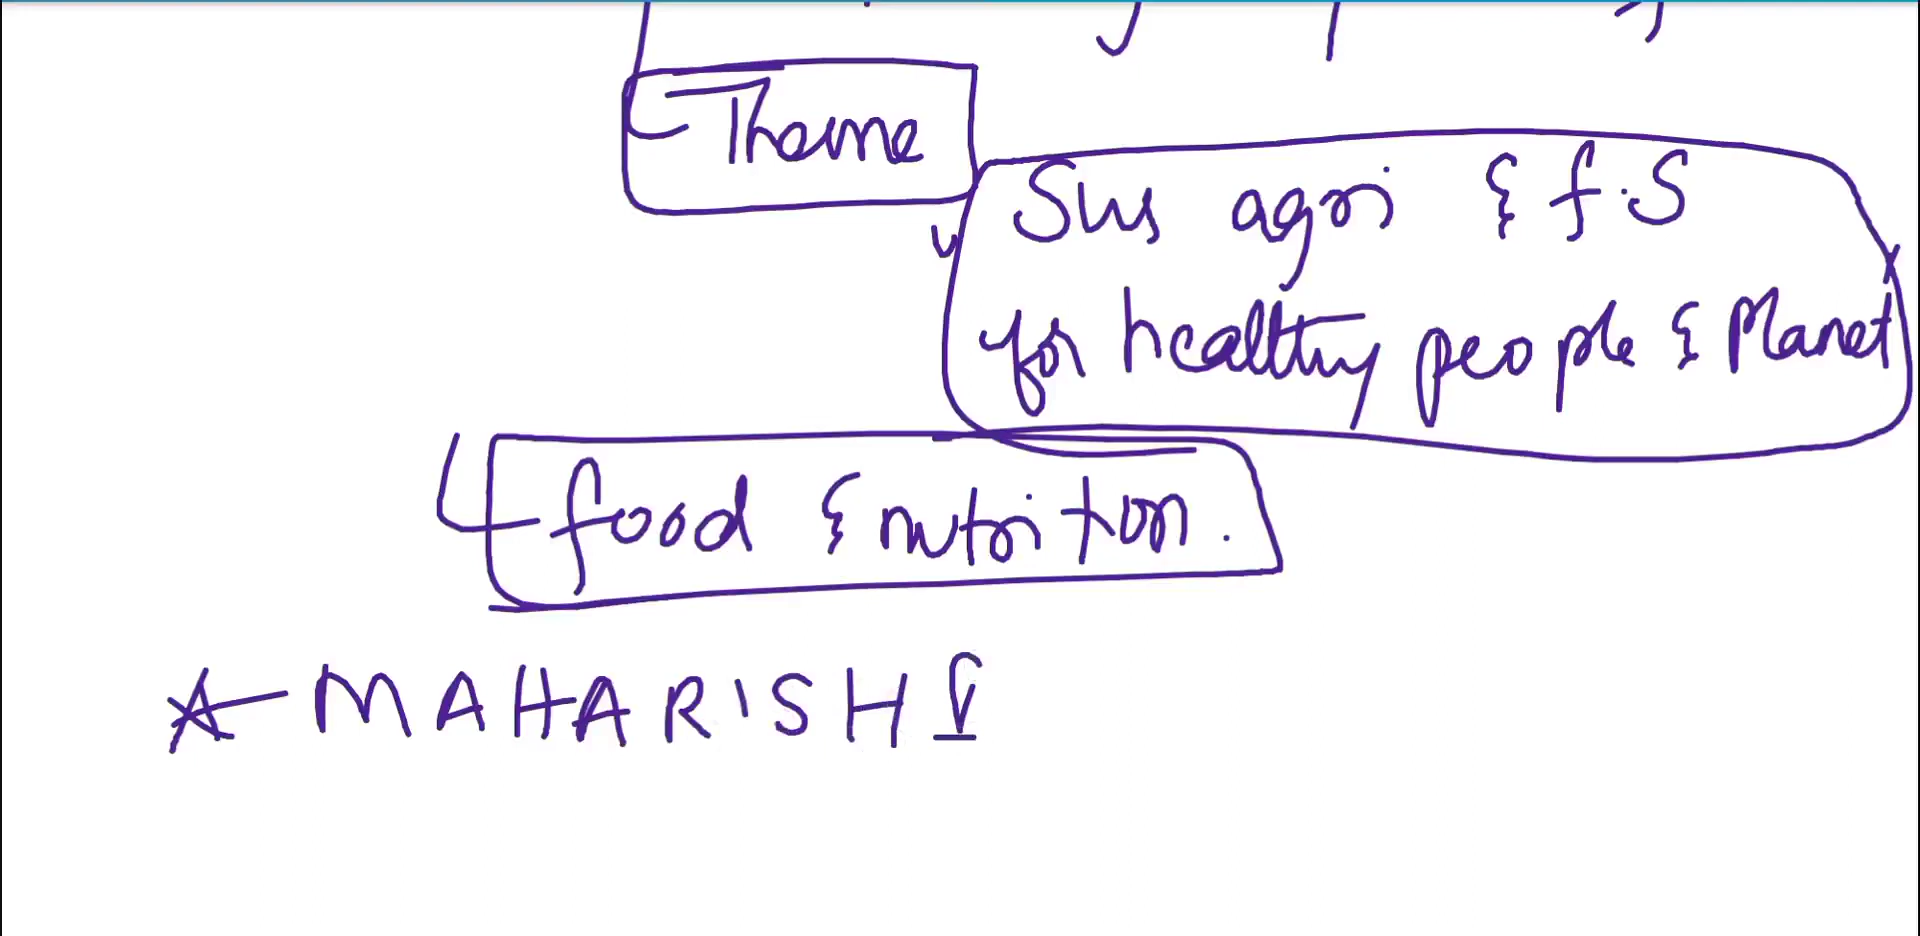 Theme
Sus agri & f.S
for healthy people & Planet
food & nutrition.
MAHARISHI